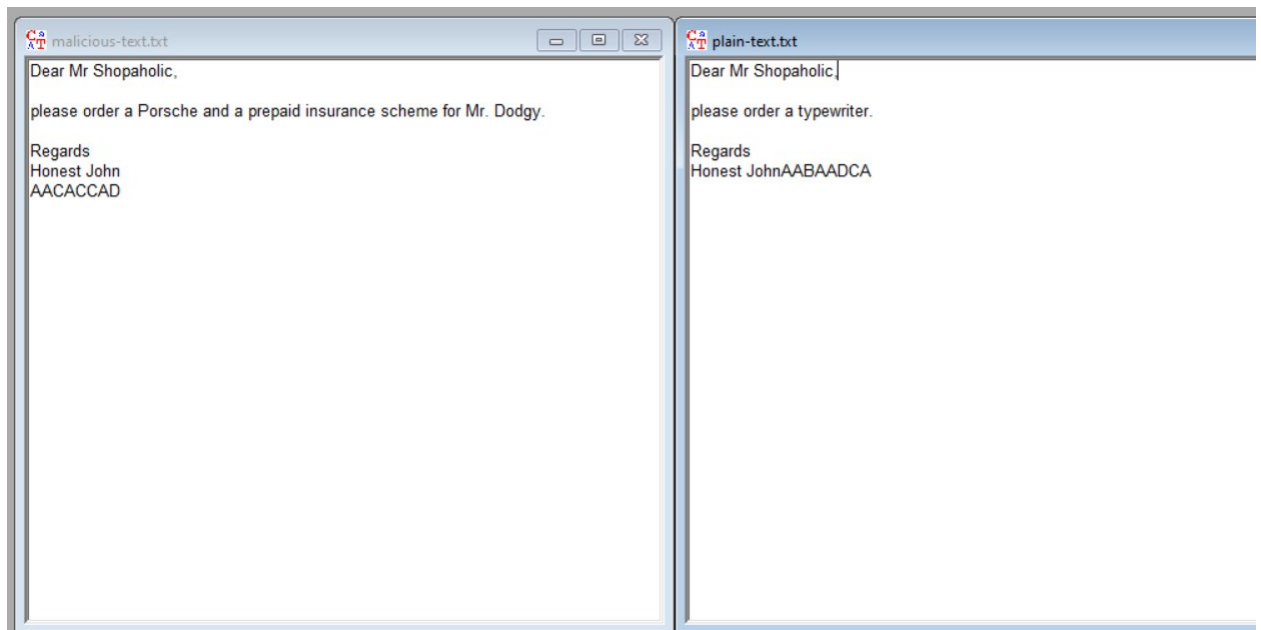 malicious-text.txt
Dear Mr Shopaholic,
please order a Porsche and a prepaid insurance scheme for Mr. Dodgy.
Regards
Honest John
AACACCAD
plain-text.txt
Dear Mr Shopaholic,
please order a typewriter.
Regards
Honest JohnAABAADCA